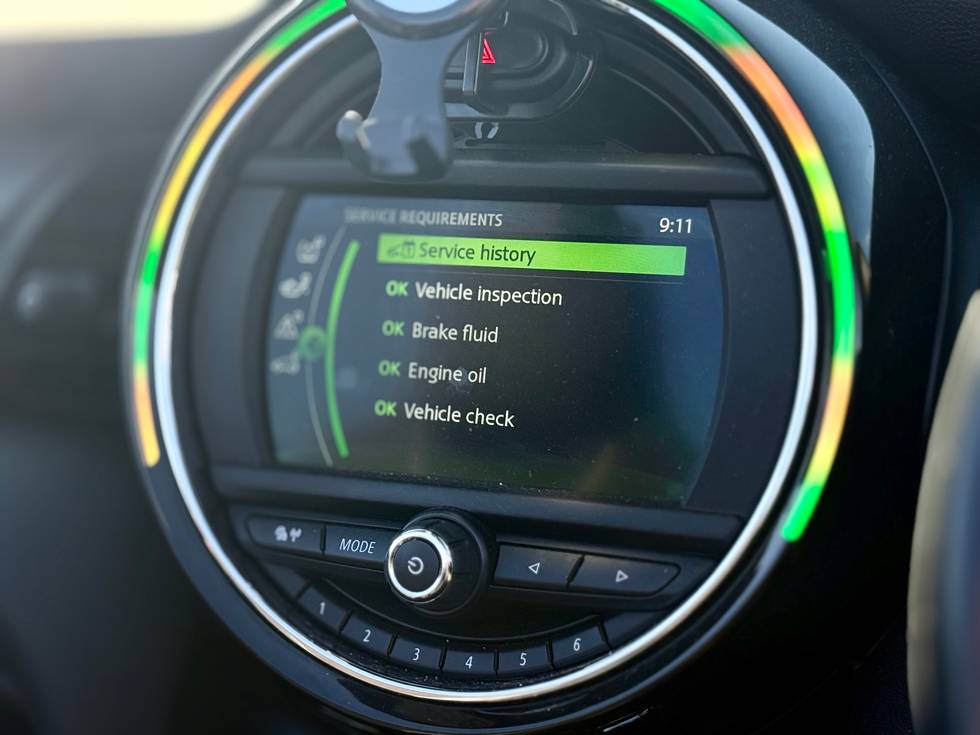 SERVICE REQUIREMENTS
9:11
Service history
OK Vehicle inspection
OK Brake fluid
OK Engine oil
OK Vehicle check
MODE
1
2
3
4
5
6